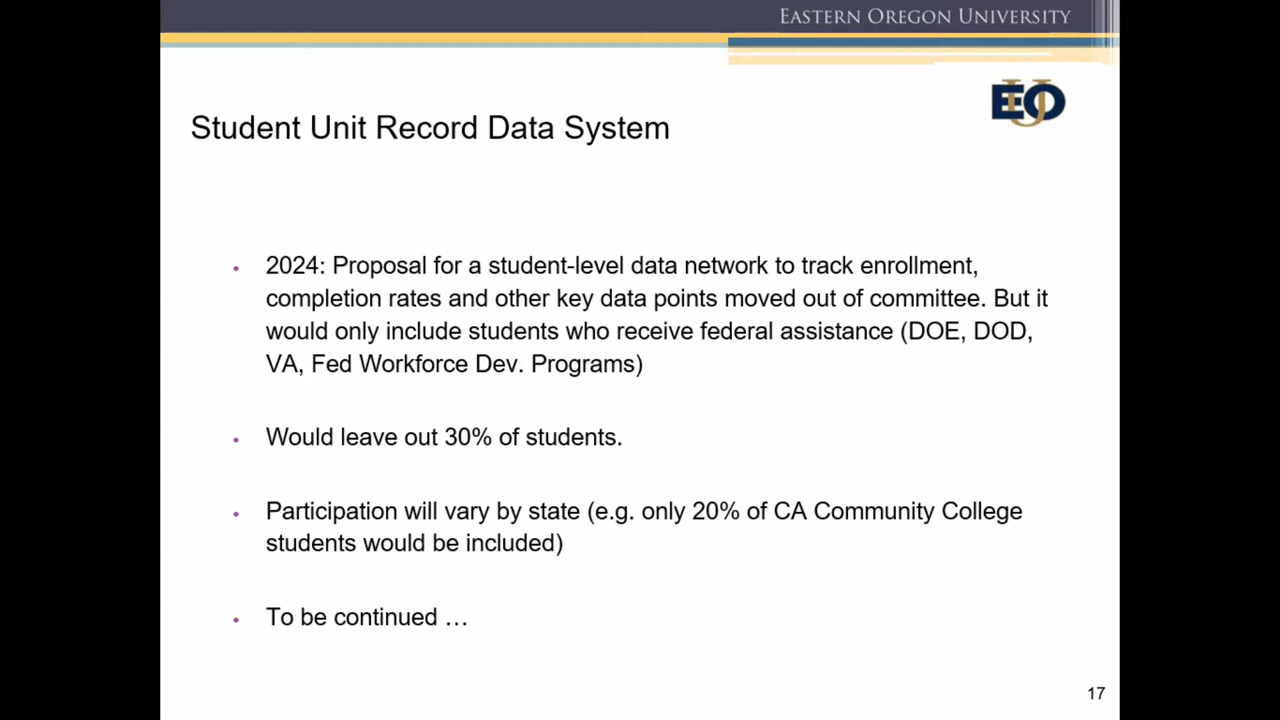 EASTERN OREGON UNIVERSITY
EOU
Student Unit Record Data System
• 2024: Proposal for a student-level data network to track enrollment,
completion rates and other key data points moved out of committee. But it
would only include students who receive federal assistance (DOE, DOD,
VA, Fed Workforce Dev. Programs)
• Would leave out 30% of students.
• Participation will vary by state (e.g. only 20% of CA Community College
students would be included)
• To be continued …
17